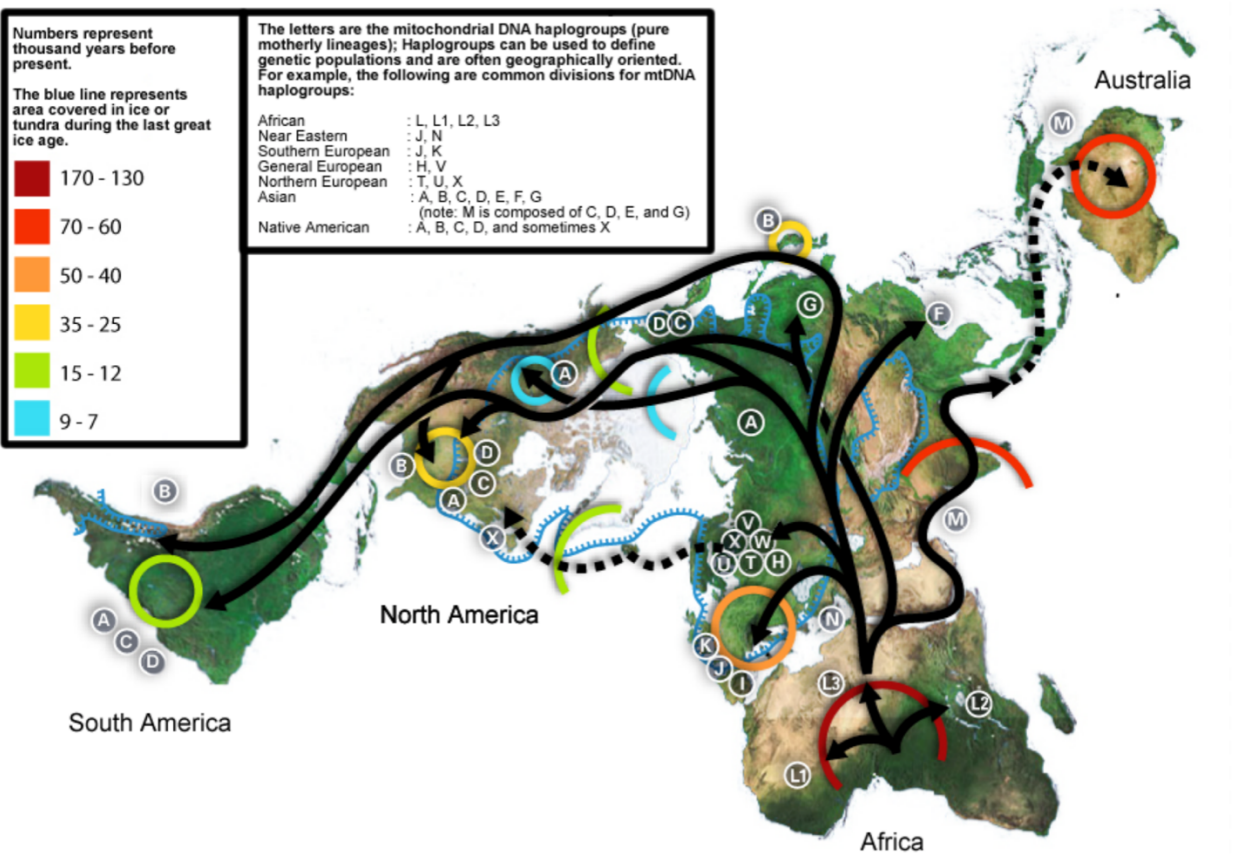 Numbers represent
thousand years before
present.
The blue line represents
area covered in ice or
tundra during the last great
ice age.
170 - 130
70 - 60
50 - 40
35 - 25
15 - 12
9 - 7
The letters are the mitochondrial DNA haplogroups (pure
motherly lineages); Haplogroups can be used to define
genetic populations and are often geographically oriented.
For example, the following are common divisions for mtDNA
haplogroups:
African : L, L1, L2, L3
Near Eastern : J, N
Southern European : J, K
General European : H, V
Northern European : T, U, X
Asian : A, B, C, D, E, F, G
(note: M is composed of C, D, E, and G)
Native American : A, B, C, D, and sometimes X
Australia
M
B
G
F
D C
A
A
B
D
C
A
B
X
V
X W
U T H
M
North America
N
K
J
I
A
C
D
L3
L2
L1
South America
Africa